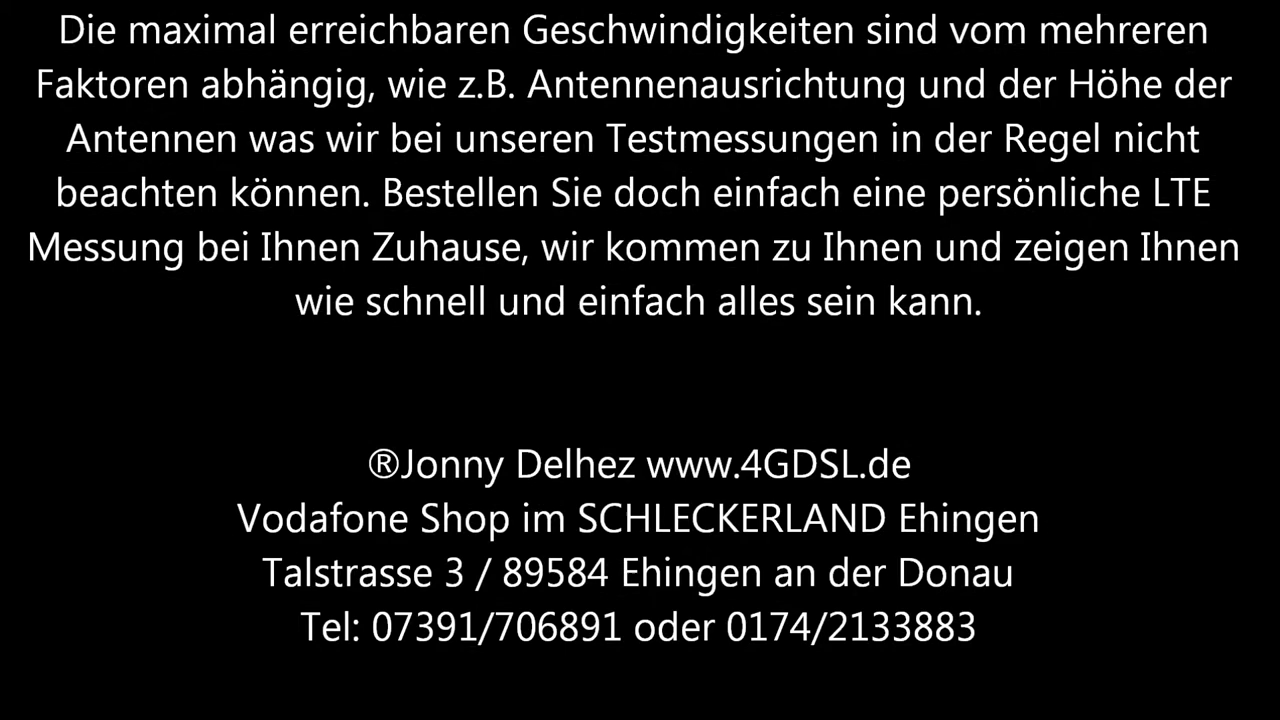 Die maximal erreichbaren Geschwindigkeiten sind vom mehreren
Faktoren abhängig, wie z.B. Antennenausrichtung und der Höhe der
Antennen was wir bei unseren Testmessungen in der Regel nicht
beachten können. Bestellen Sie doch einfach eine persönliche LTE
Messung bei Ihnen Zuhause, wir kommen zu Ihnen und zeigen Ihnen
wie schnell und einfach alles sein kann.
®Jonny Delhez www.4GDSL.de
Vodafone Shop im SCHLECKERLAND Ehingen
Talstrasse 3 / 89584 Ehingen an der Donau
Tel: 07391/706891 oder 0174/2133883